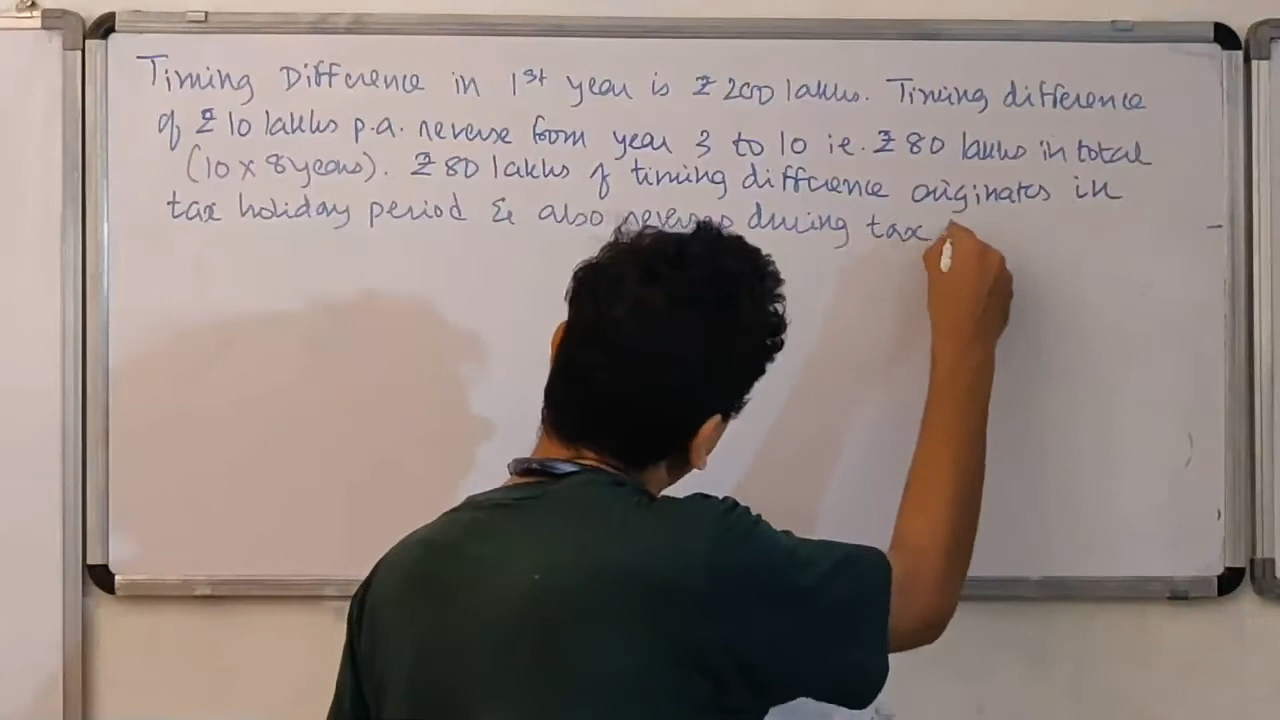 Timing Difference in 1st year is ₹200 lakhs. Timing difference
of ₹10 lakhs p.a. reverse from year 3 to 10 i.e. ₹80 lakhs in total
(10 x 8 years). ₹80 lakhs of timing difference originates in
tax holiday period & also reverses during tax